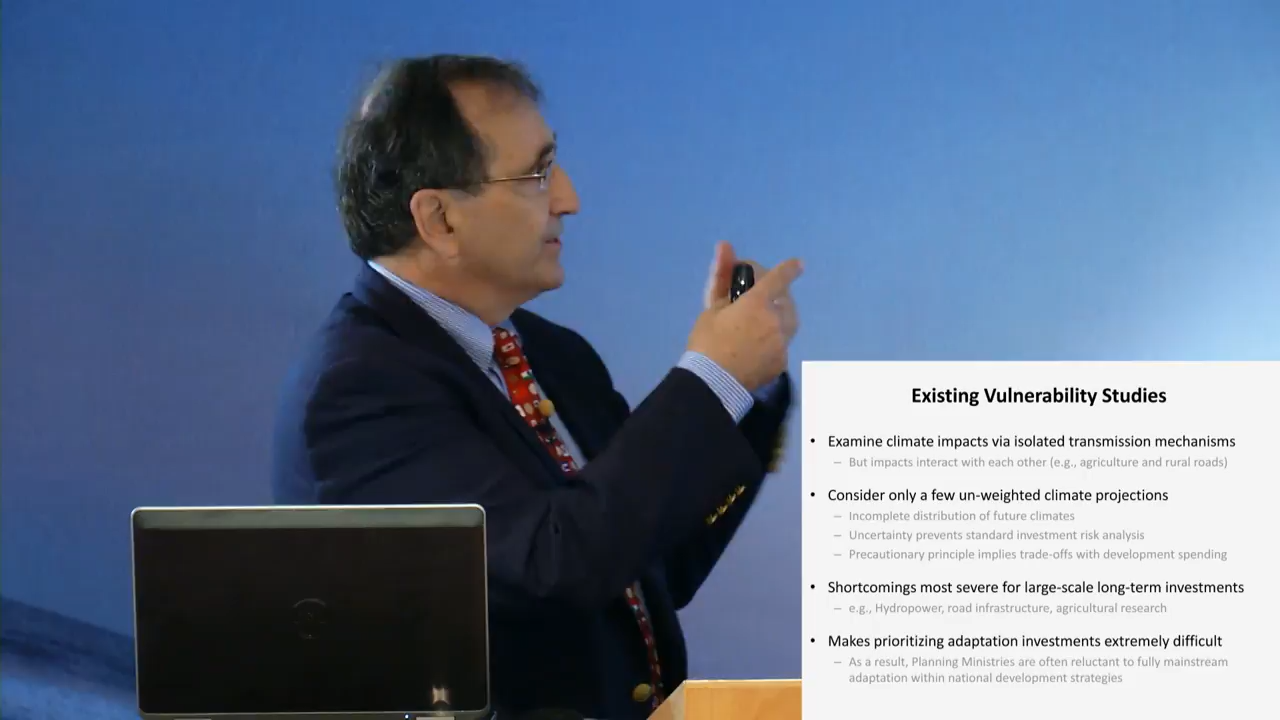 Existing Vulnerability Studies
• Examine climate impacts via isolated transmission mechanisms
– But impacts interact with each other (e.g., agriculture and rural roads)
• Consider only a few un-weighted climate projections
– Incomplete distribution of future climates
– Uncertainty prevents standard investment risk analysis
– Precautionary principle implies trade-offs with development spending
• Shortcomings most severe for large-scale long-term investments
– e.g., Hydropower, road infrastructure, agricultural research
• Makes prioritizing adaptation investments extremely difficult
– As a result, Planning Ministries are often reluctant to fully mainstream
adaptation within national development strategies